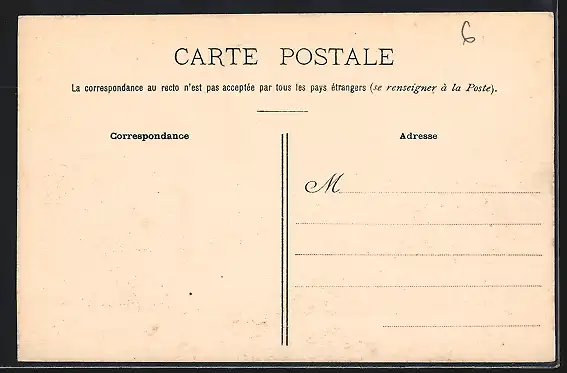 6
CARTE POSTALE
La correspondance au recto n'est pas acceptée par tous les pays étrangers (se renseigner à la Poste).
Correspondance
Adresse
M